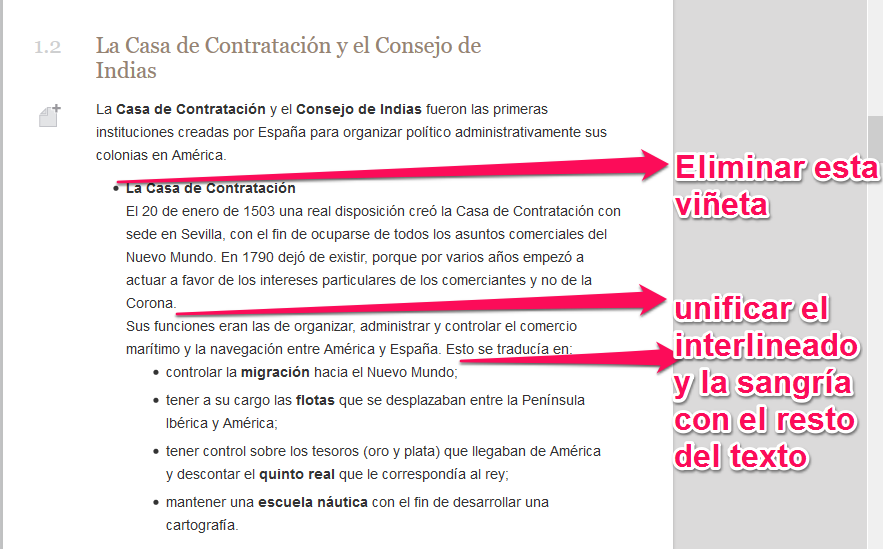 1.2 La Casa de Contratación y el Consejo de
Indias
La Casa de Contratación y el Consejo de Indias fueron las primeras
instituciones creadas por España para organizar político administrativamente sus
colonias en América.
• La Casa de Contratación
El 20 de enero de 1503 una real disposición creó la Casa de Contratación con
sede en Sevilla, con el fin de ocuparse de todos los asuntos comerciales del
Nuevo Mundo. En 1790 dejó de existir, porque por varios años empezó a
actuar a favor de los intereses particulares de los comerciantes y no de la
Corona.
Sus funciones eran las de organizar, administrar y controlar el comercio
marítimo y la navegación entre América y España. Esto se traducía en:
• controlar la migración hacia el Nuevo Mundo;
• tener a su cargo las flotas que se desplazaban entre la Península
Ibérica y América;
• tener control sobre los tesoros (oro y plata) que llegaban de América
y descontar el quinto real que le correspondía al rey;
• mantener una escuela náutica con el fin de desarrollar una
cartografía.
Eliminar esta
viñeta
unificar el
interlineado
y la sangría
con el resto
del texto